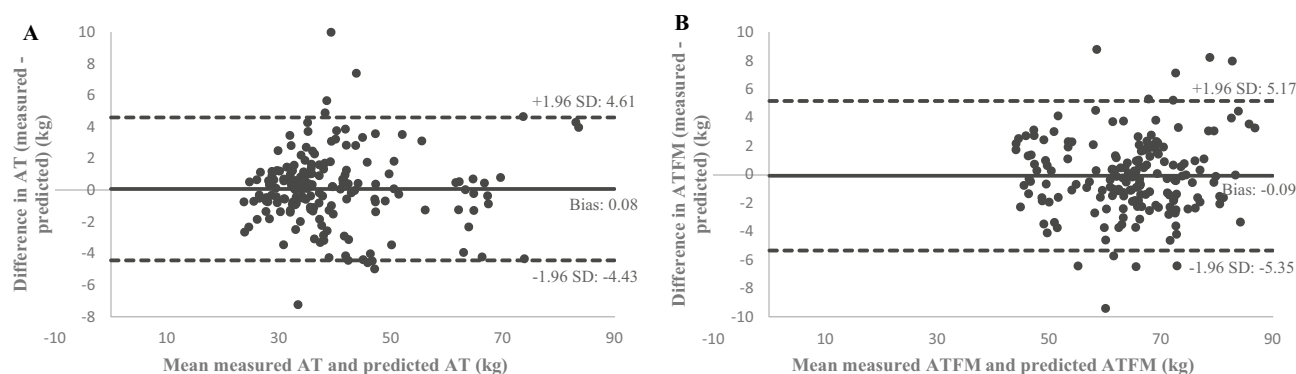 A
Difference in AT (measured -
predicted) (kg)
10
8
6
4
2
0
-2
-4
-6
-8
+1.96 SD: 4.61
Bias: 0.08
-1.96 SD: -4.43
-10
10
30
50
70
90
Mean measured AT and predicted AT (kg)
B
Difference in ATFM (measured -
predicted) (kg)
10
8
6
4
2
0
-2
-4
-6
-8
-10
+1.96 SD: 5.17
Bias: -0.09
-1.96 SD: -5.35
-10
10
30
50
70
90
Mean measured ATFM and predicted ATFM (kg)